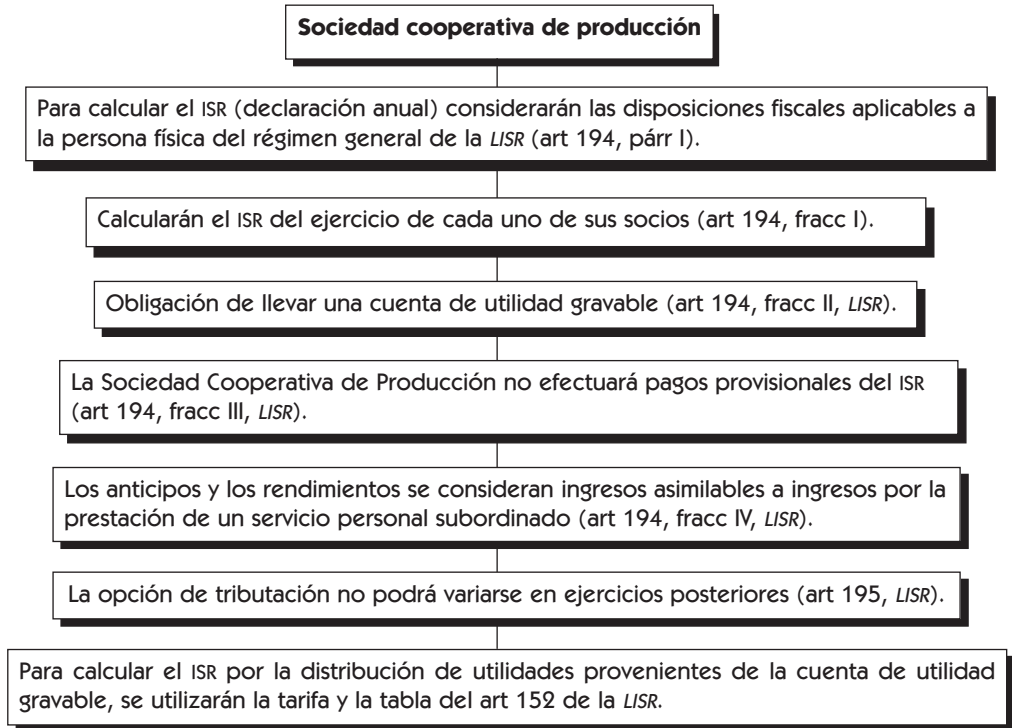 Sociedad cooperativa de producción
Para calcular el ISR (declaración anual) considerarán las disposiciones fiscales aplicables a
la persona física del régimen general de la LISR (art 194, párr I).
Calcularán el ISR del ejercicio de cada uno de sus socios (art 194, fracc I).
Obligación de llevar una cuenta de utilidad gravable (art 194, fracc II, LISR).
La Sociedad Cooperativa de Producción no efectuará pagos provisionales del ISR
(art 194, fracc III, LISR).
Los anticipos y los rendimientos se consideran ingresos asimilables a ingresos por la
prestación de un servicio personal subordinado (art 194, fracc IV, LISR).
La opción de tributación no podrá variarse en ejercicios posteriores (art 195, LISR).
Para calcular el ISR por la distribución de utilidades provenientes de la cuenta de utilidad
gravable, se utilizarán la tarifa y la tabla del art 152 de la LISR.